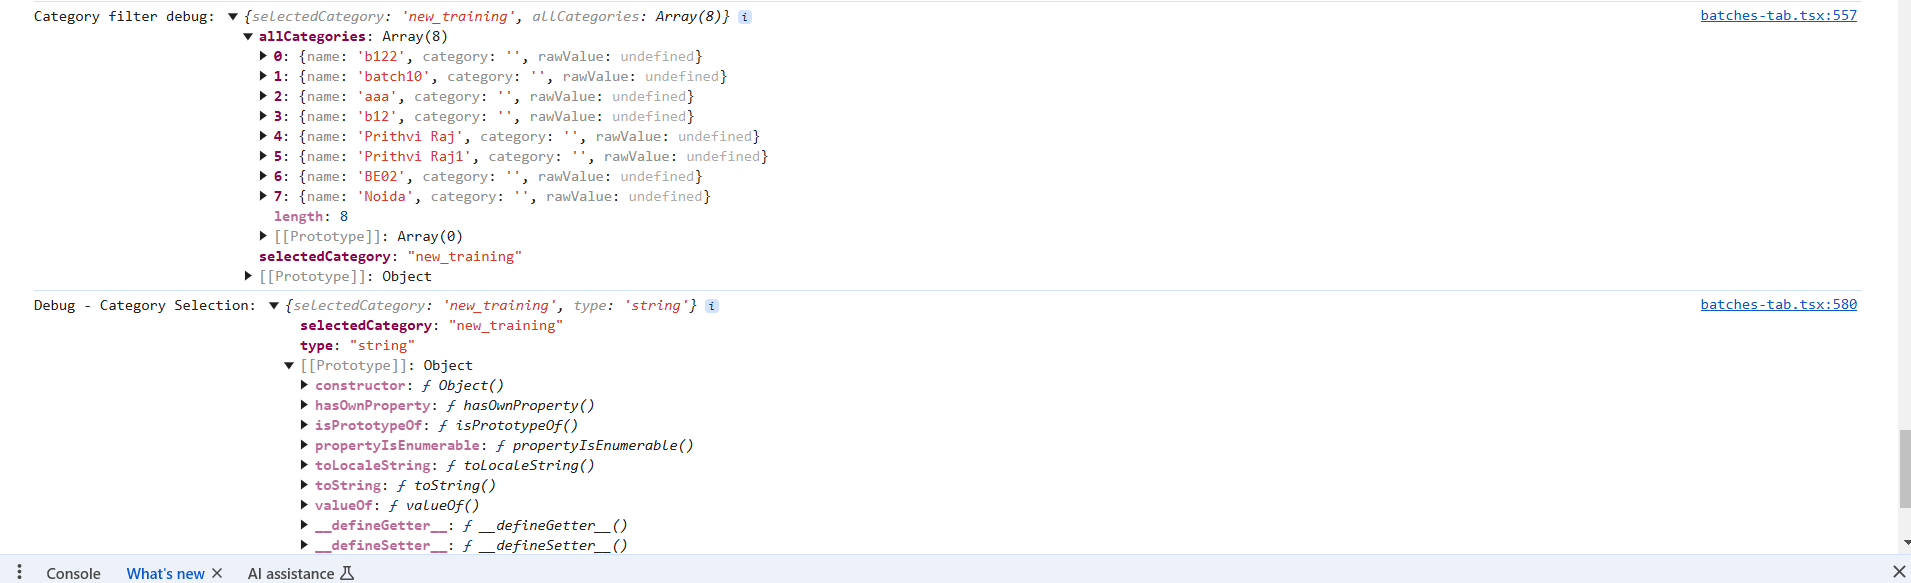 Category filter debug: ▼ {selectedCategory: 'new_training', allCategories: Array(8)} i batches-tab.tsx:557
▼ allCategories: Array(8)
▶ 0: {name: 'b122', category: '', rawValue: undefined}
▶ 1: {name: 'batch10', category: '', rawValue: undefined}
▶ 2: {name: 'aaa', category: '', rawValue: undefined}
▶ 3: {name: 'b12', category: '', rawValue: undefined}
▶ 4: {name: 'Prithvi Raj', category: '', rawValue: undefined}
▶ 5: {name: 'Prithvi Raj1', category: '', rawValue: undefined}
▶ 6: {name: 'BE02', category: '', rawValue: undefined}
▶ 7: {name: 'Noida', category: '', rawValue: undefined}
length: 8
▶ [[Prototype]]: Array(0)
selectedCategory: "new_training"
▶ [[Prototype]]: Object
Debug - Category Selection: ▼ {selectedCategory: 'new_training', type: 'string'} i batches-tab.tsx:580
selectedCategory: "new_training"
type: "string"
▼ [[Prototype]]: Object
▶ constructor: ƒ Object()
▶ hasOwnProperty: ƒ hasOwnProperty()
▶ isPrototypeOf: ƒ isPrototypeOf()
▶ propertyIsEnumerable: ƒ propertyIsEnumerable()
▶ toLocaleString: ƒ toLocaleString()
▶ toString: ƒ toString()
▶ valueOf: ƒ valueOf()
▶ __defineGetter__: ƒ __defineGetter__()
▶ __defineSetter__: ƒ __defineSetter__()
Console What's new AI assistance